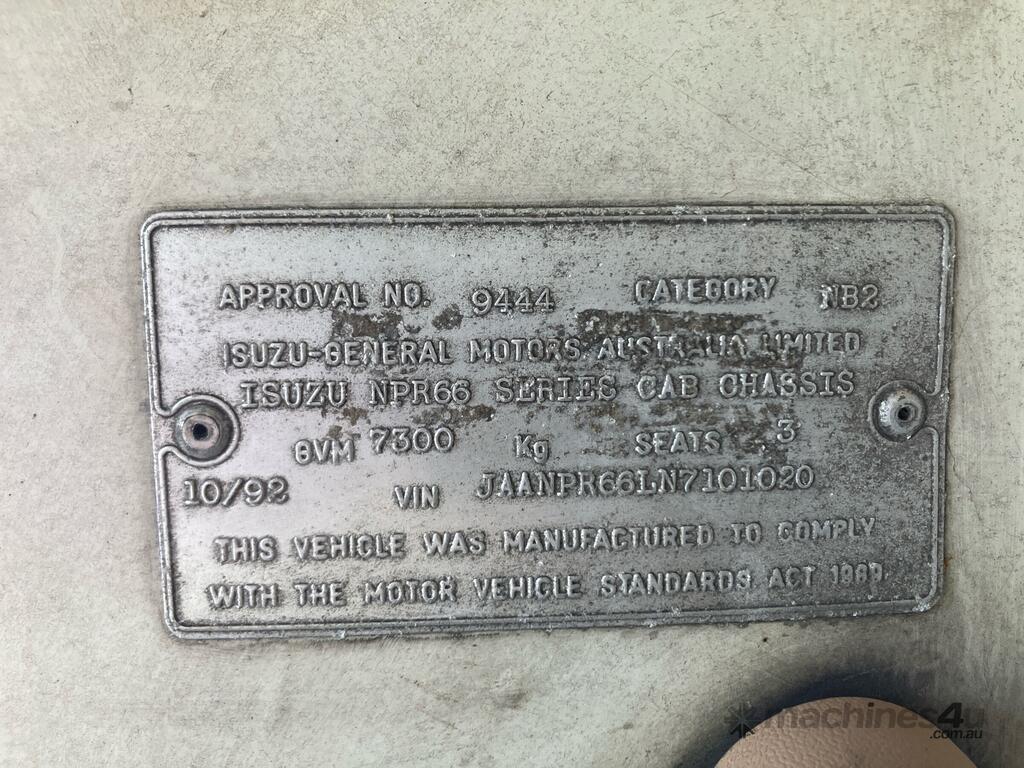 APPROVAL NO. 9444 CATEGORY NB2
ISUZU-GENERAL MOTORS AUSTRALIA LIMITED
ISUZU NPR66 SERIES CAB CHASSIS
GVM 7300 Kg SEATS 3
10/92 VIN JAANPR66LN7101020
THIS VEHICLE WAS MANUFACTURED TO COMPLY
WITH THE MOTOR VEHICLE STANDARDS ACT 1989
machines4u
.com.au